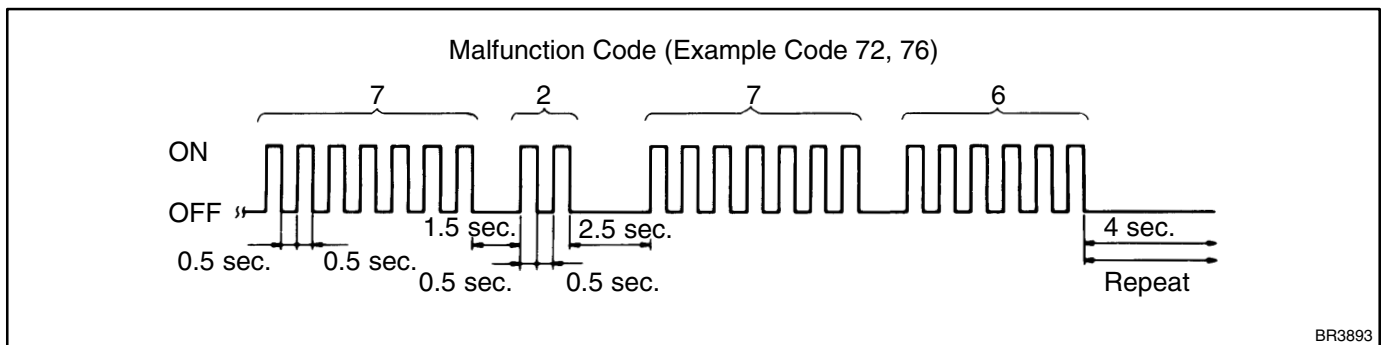 Malfunction Code (Example Code 72, 76)
7 2 7 6
ON
OFF
1.5 sec. 2.5 sec. 4 sec.
0.5 sec. 0.5 sec.
0.5 sec. 0.5 sec. Repeat
BR3893